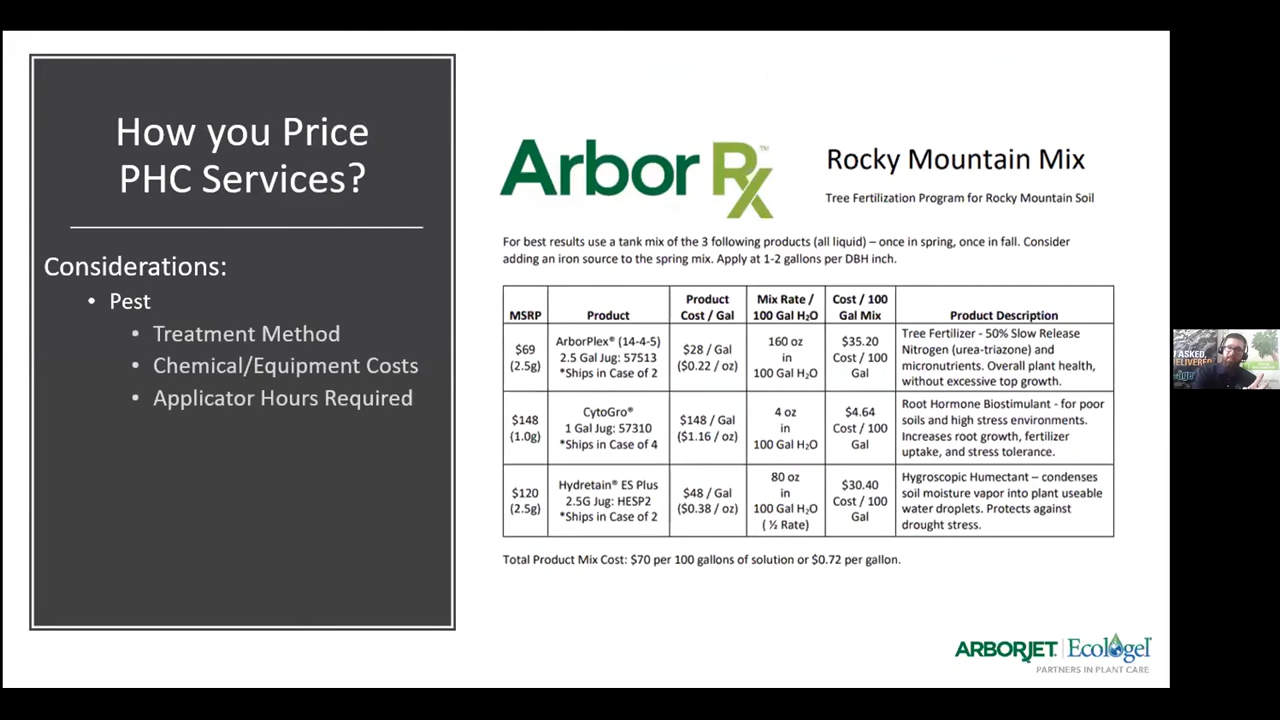 How you Price
PHC Services?
Considerations:
• Pest
• Treatment Method
• Chemical/Equipment Costs
• Applicator Hours Required
Arbor Rx™
Rocky Mountain Mix
Tree Fertilization Program for Rocky Mountain Soil
For best results use a tank mix of the 3 following products (all liquid) – once in spring, once in fall. Consider
adding an iron source to the spring mix. Apply at 1-2 gallons per DBH inch.
MSRP
Product
Product
Cost / Gal
Mix Rate /
100 Gal H₂O
Cost / 100
Gal Mix
Product Description
$69
(2.5g)
ArborPlex® (14-4-5)
2.5 Gal Jug: 57513
*Ships in Case of 2
$28 / Gal
($0.22 / oz)
160 oz
in
100 Gal H₂O
$35.20
Cost / 100
Gal
Tree Fertilizer - 50% Slow Release
Nitrogen (urea-triazone) and
micronutrients. Overall plant health,
without excessive top growth.
$148
(1.0g)
CytoGro®
1 Gal Jug: 57310
*Ships in Case of 4
$148 / Gal
($1.16 / oz)
4 oz
in
100 Gal H₂O
$4.64
Cost / 100
Gal
Root Hormone Biostimulant - for poor
soils and high stress environments.
Increases root growth, fertilizer
uptake, and stress tolerance.
$120
(2.5g)
Hydretain® ES Plus
2.5G Jug: HESP2
*Ships in Case of 2
$48 / Gal
($0.38 / oz)
80 oz
in
100 Gal H₂O
( ½ Rate)
$30.40
Cost / 100
Gal
Hygroscopic Humectant – condenses
soil moisture vapor into plant useable
water droplets. Protects against
drought stress.
Total Product Mix Cost: $70 per 100 gallons of solution or $0.72 per gallon.
ARBORJET. Ecologel
PARTNERS IN PLANT CARE
ASKED,